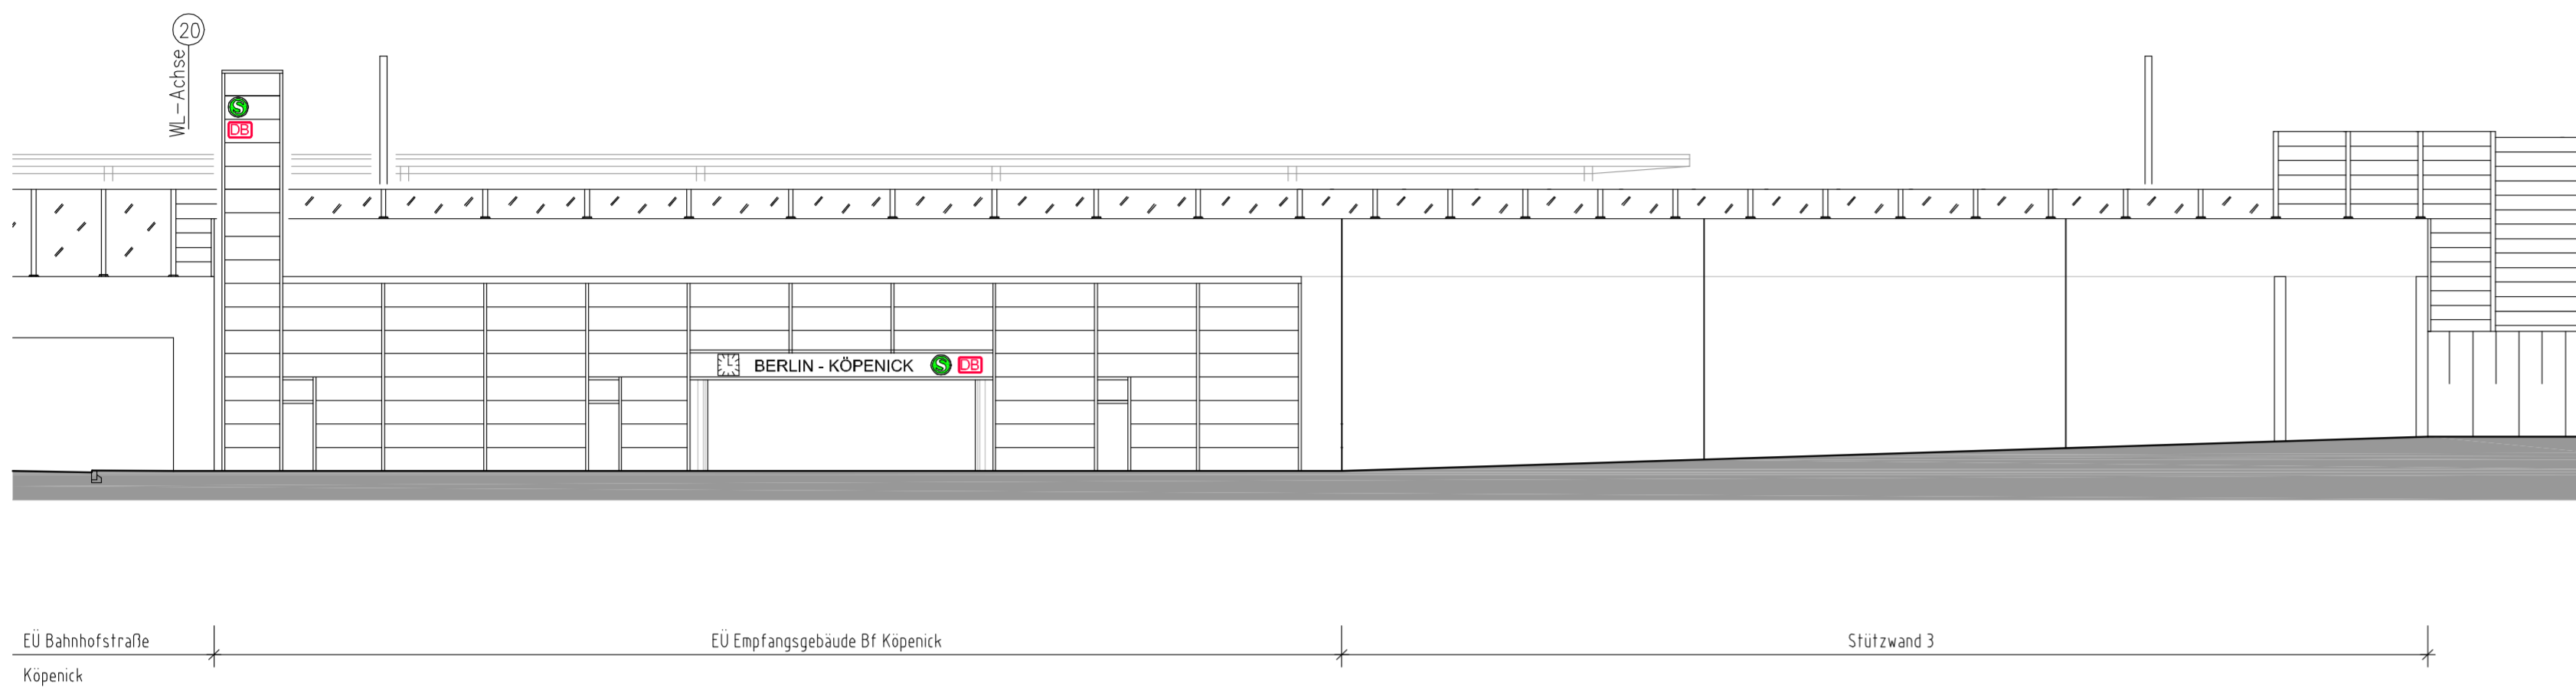 20
WL-Achse
S
DB
BERLIN - KÖPENICK S DB
EÜ Bahnhofstraße
EÜ Empfangsgebäude Bf Köpenick
Stützwand 3
Köpenick